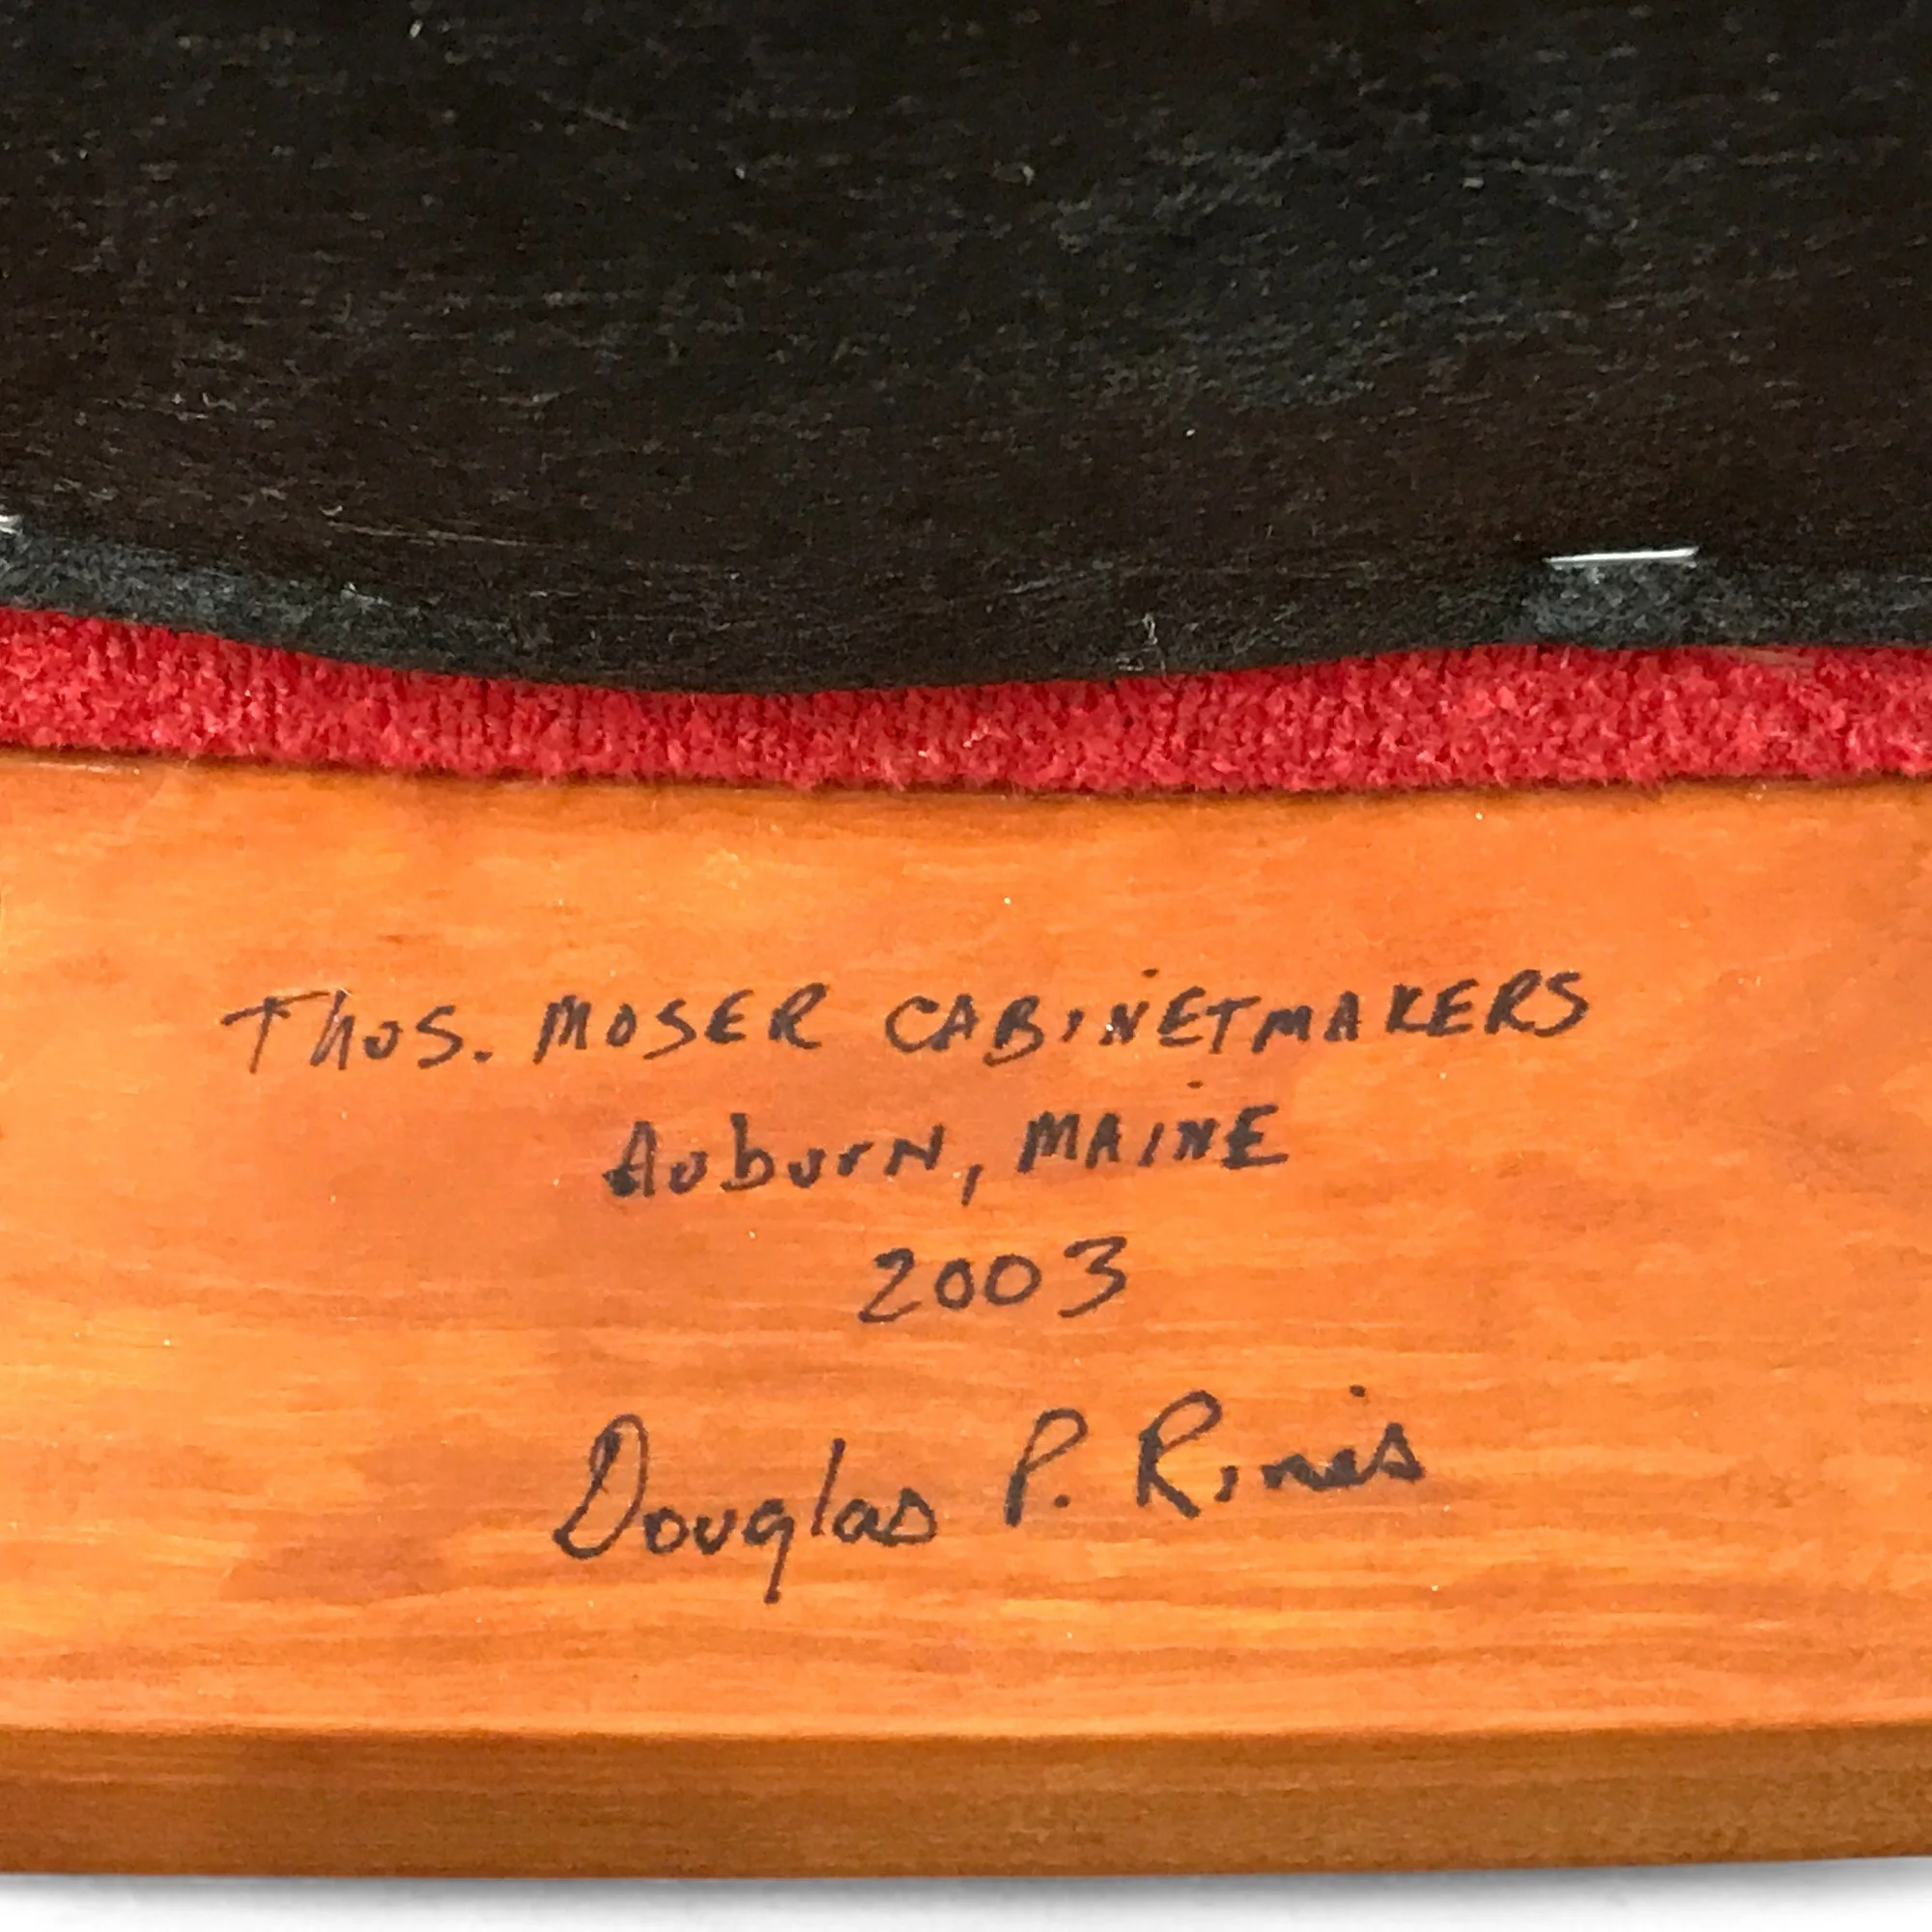 Thos. MOSER CABINETMAKERS
Auburn, MAINE
2003
Douglas P. Rines